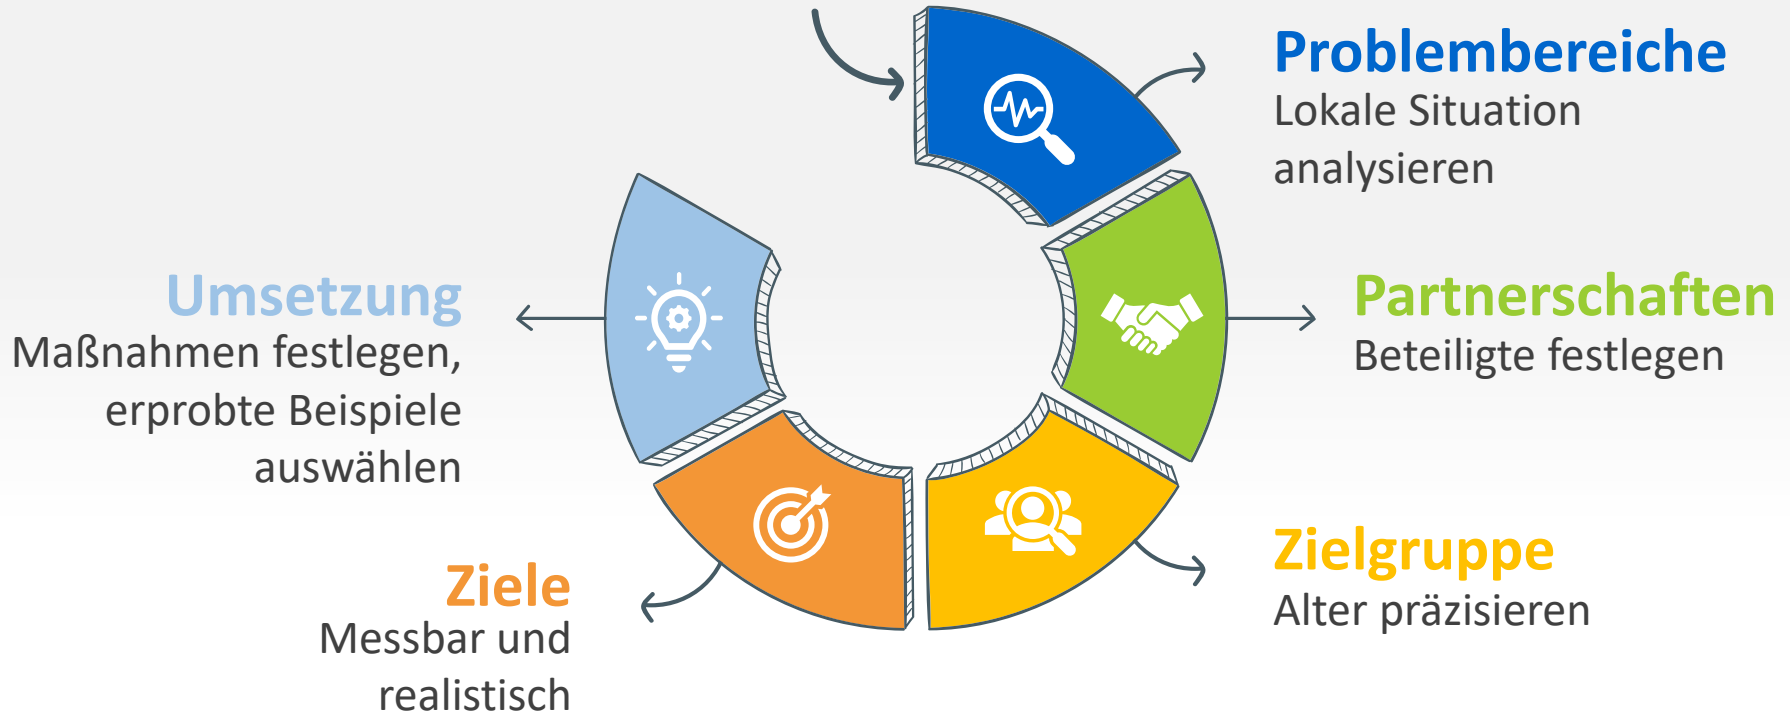 Problembereiche
Lokale Situation
analysieren
Partnerschaften
Beteiligte festlegen
Zielgruppe
Alter präzisieren
Ziele
Messbar und
realistisch
Umsetzung
Maßnahmen festlegen,
erprobte Beispiele
auswählen